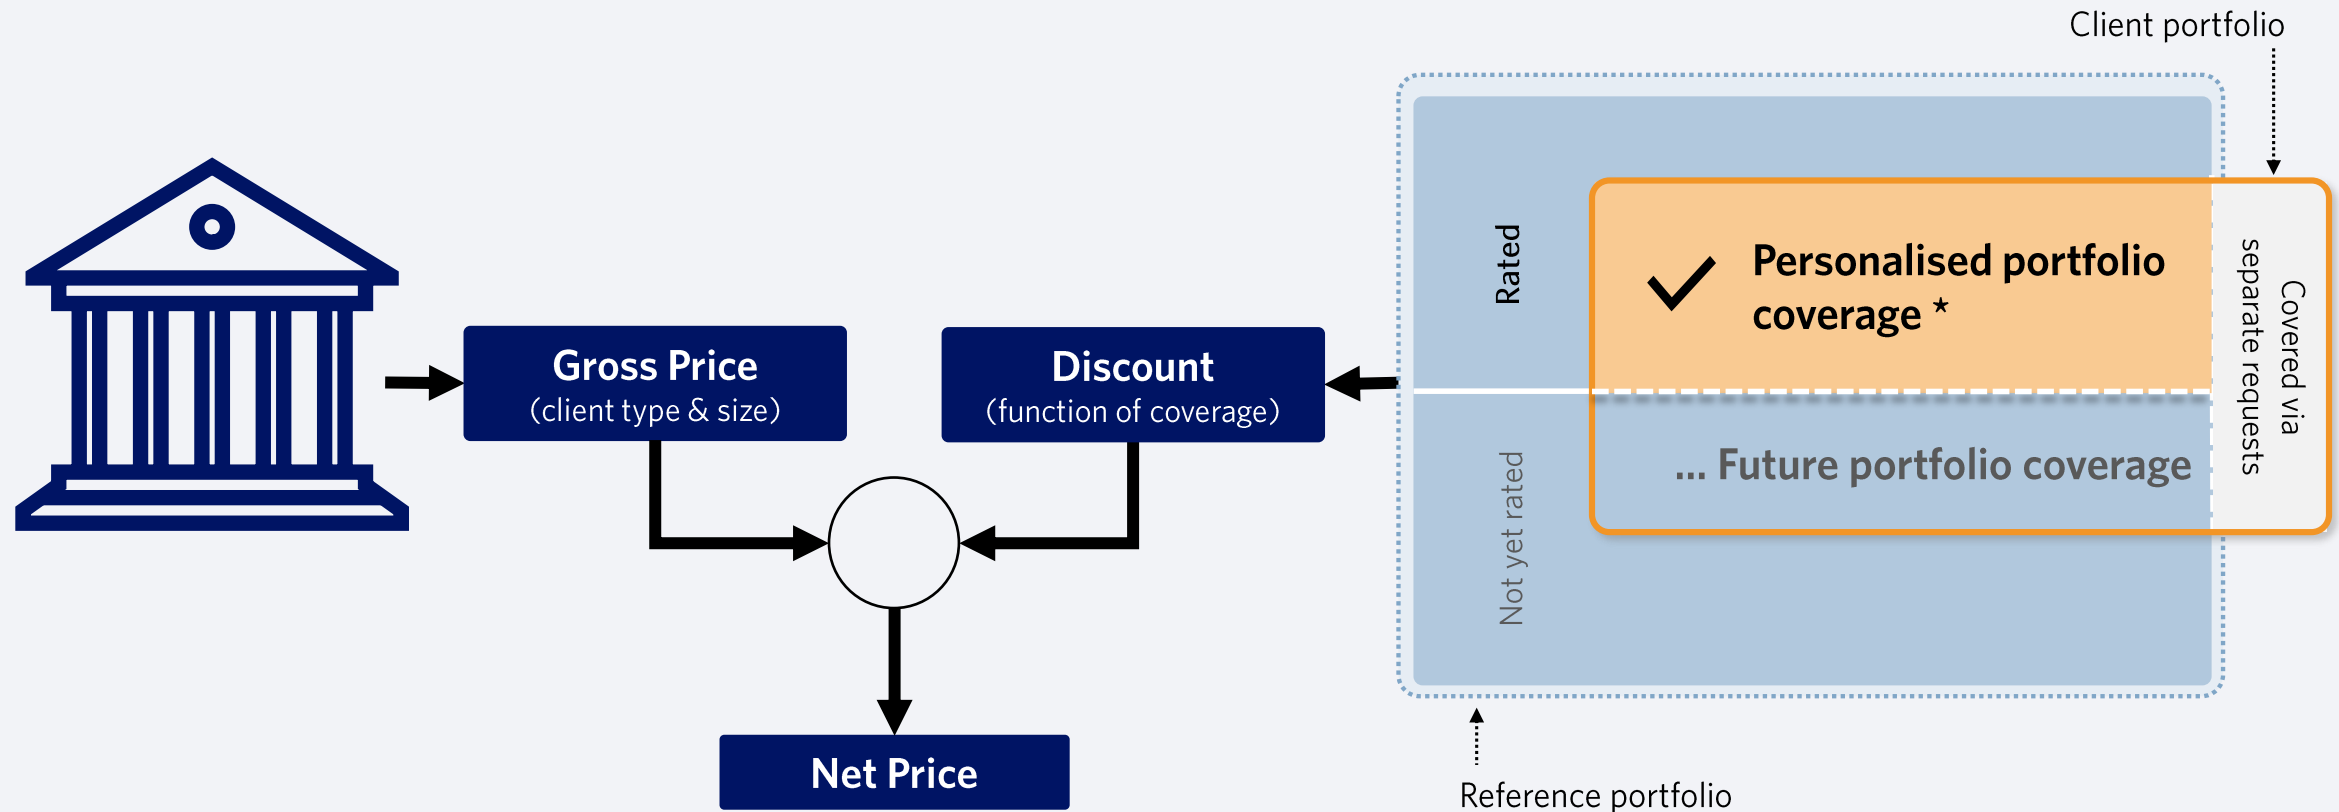 Client portfolio
Rated
Personalised portfolio
coverage *
Covered via
separate requests
Gross Price
(client type & size)
Discount
(function of coverage)
... Future portfolio coverage
Not yet rated
Net Price
Reference portfolio